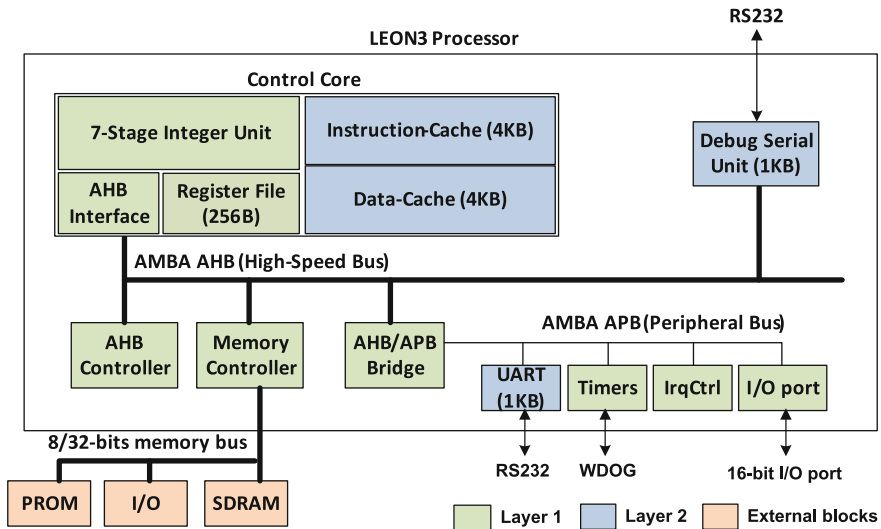 RS232
LEON3 Processor
Control Core
7-Stage Integer Unit
Instruction-Cache (4KB)
Debug Serial
Unit (1KB)
AHB
Interface
Register File
(256B)
Data-Cache (4KB)
AMBA AHB (High-Speed Bus)
AHB
Controller
Memory
Controller
AHB/APB
Bridge
AMBA APB (Peripheral Bus)
UART
(1KB)
Timers
IrqCtrl
I/O port
8/32-bits memory bus
RS232
WDOG
16-bit I/O port
PROM
I/O
SDRAM
Layer 1
Layer 2
External blocks